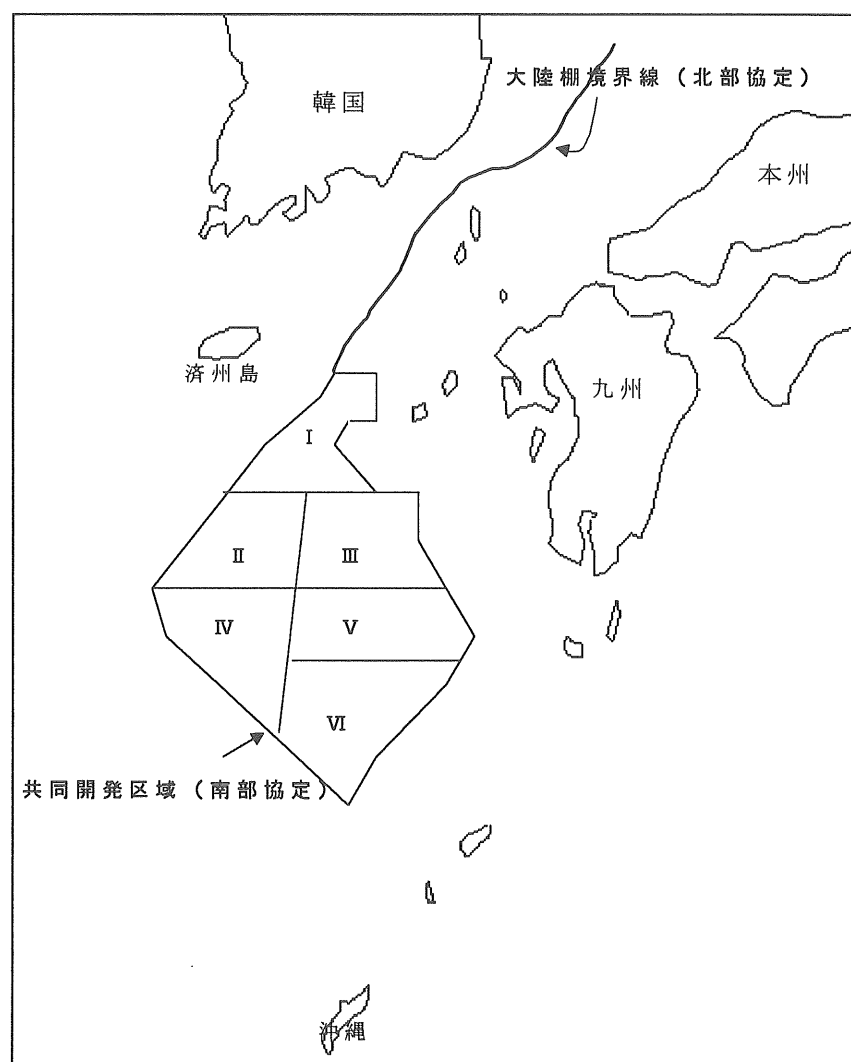 大陸棚境界線（北部協定）
韓国
本州
済州島
九州
Ⅰ
Ⅱ
Ⅲ
Ⅳ
Ⅴ
Ⅵ
共同開発区域（南部協定）
沖縄